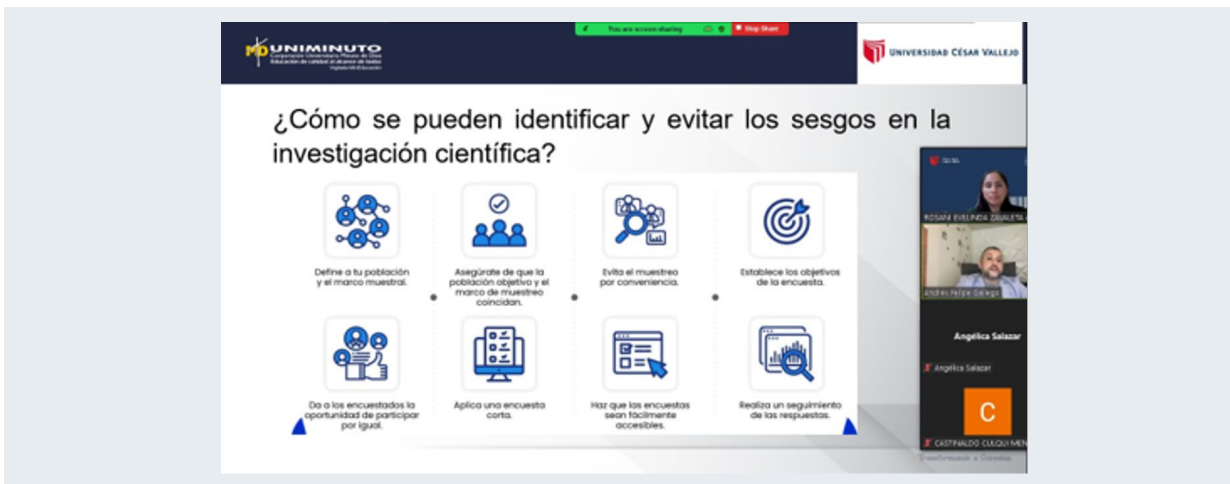 You are screen sharing
Stop Share
UNIMINUTO
Corporación Universitaria Minuto de Dios
Educación de calidad al alcance de todos
Vigilada MinEducación
UNIVERSIDAD CÉSAR VALLEJO
¿Cómo se pueden identificar y evitar los sesgos en la
investigación científica?
Define a tu población
y el marco muestral.
Asegúrate de que la
población objetivo y el
marco de muestreo
coincidan.
Evita el muestreo
por conveniencia.
Establece los objetivos
de la encuesta.
Da a los encuestados la
oportunidad de participar
por igual.
Aplica una encuesta
corta.
Haz que las encuestas
sean fácilmente
accesibles.
Realiza un seguimiento
de las respuestas.
ROSANI EVELINDA ZAVALETA
Andrés Felipe Gallego
Angélica Salazar
Angélica Salazar
C
CASTINALDO CULQUI MEN
Transformando a Colombia